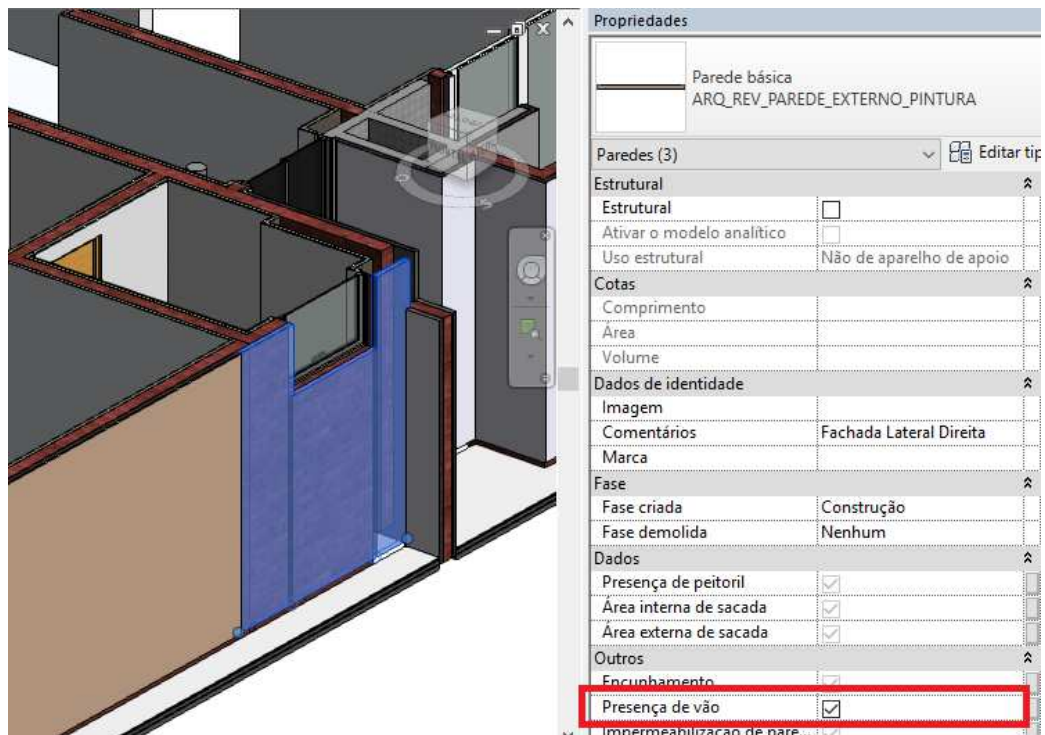 Propriedades
Parede básica
ARQ_REV_PAREDE_EXTERNO_PINTURA
Paredes (3)
Editar tip
Estrutural
Estrutural
Ativar o modelo analítico
Uso estrutural Não de aparelho de apoio
Cotas
Comprimento
Área
Volume
Dados de identidade
Imagem
Comentários Fachada Lateral Direita
Marca
Fase
Fase criada Construção
Fase demolida Nenhum
Dados
Presença de peitoril
Área interna de sacada
Área externa de sacada
Outros
Encunhamento
Presença de vão
Impermeabilização de pare...